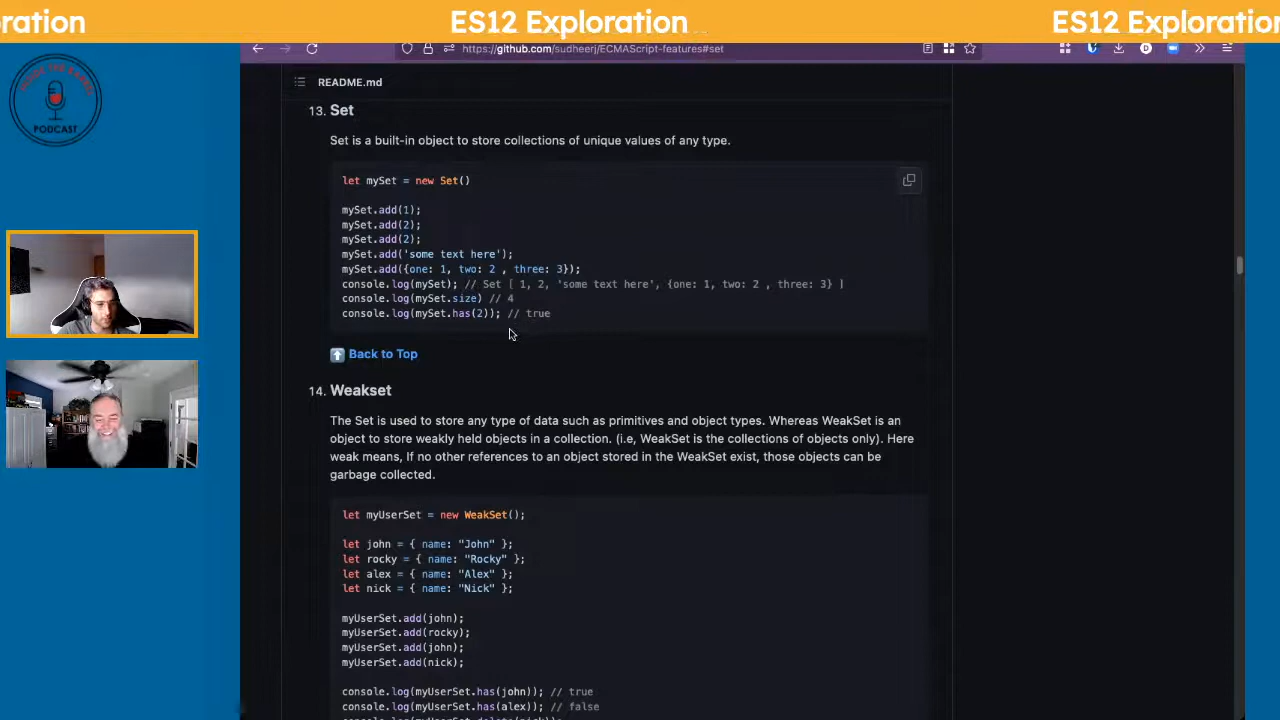 oration
ES12 Exploration
ES12 Exploration
https://github.com/sudheerj/ECMAScript-features#set
PODCAST
README.md
13. Set
Set is a built-in object to store collections of unique values of any type.
let mySet = new Set()
mySet.add(1);
mySet.add(2);
mySet.add(2);
mySet.add('some text here');
mySet.add({one: 1, two: 2 , three: 3});
console.log(mySet); // Set [ 1, 2, 'some text here', {one: 1, two: 2 , three: 3} ]
console.log(mySet.size) // 4
console.log(mySet.has(2)); // true
Back to Top
14. Weakset
The Set is used to store any type of data such as primitives and object types. Whereas WeakSet is an
object to store weakly held objects in a collection. (i.e, WeakSet is the collections of objects only). Here
weak means, If no other references to an object stored in the WeakSet exist, those objects can be
garbage collected.
let myUserSet = new WeakSet();
let john = { name: "John" };
let rocky = { name: "Rocky" };
let alex = { name: "Alex" };
let nick = { name: "Nick" };
myUserSet.add(john);
myUserSet.add(rocky);
myUserSet.add(john);
myUserSet.add(nick);
console.log(myUserSet.has(john)); // true
console.log(myUserSet.has(alex)); // false
console.log(myUserSet.delete(nick));